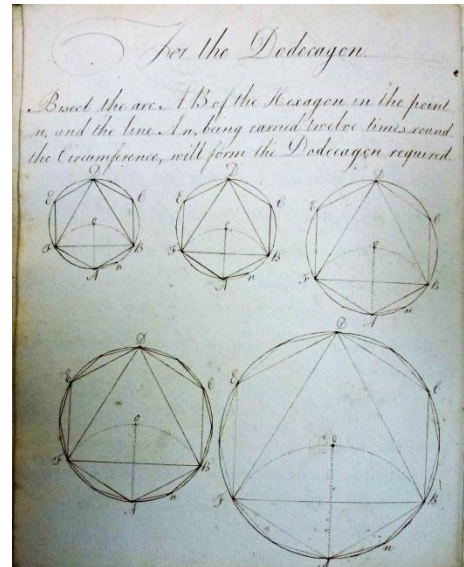 For the Dodecagon.
Bisect the arc AB of the Hexagon in the point
n, and the line An, being carried twelve times round
the Circumference, will form the Dodecagon required.
D D D
E C E C E C
F B F B F B
A n A n A n
D D
E C E C
F B F B
A n n